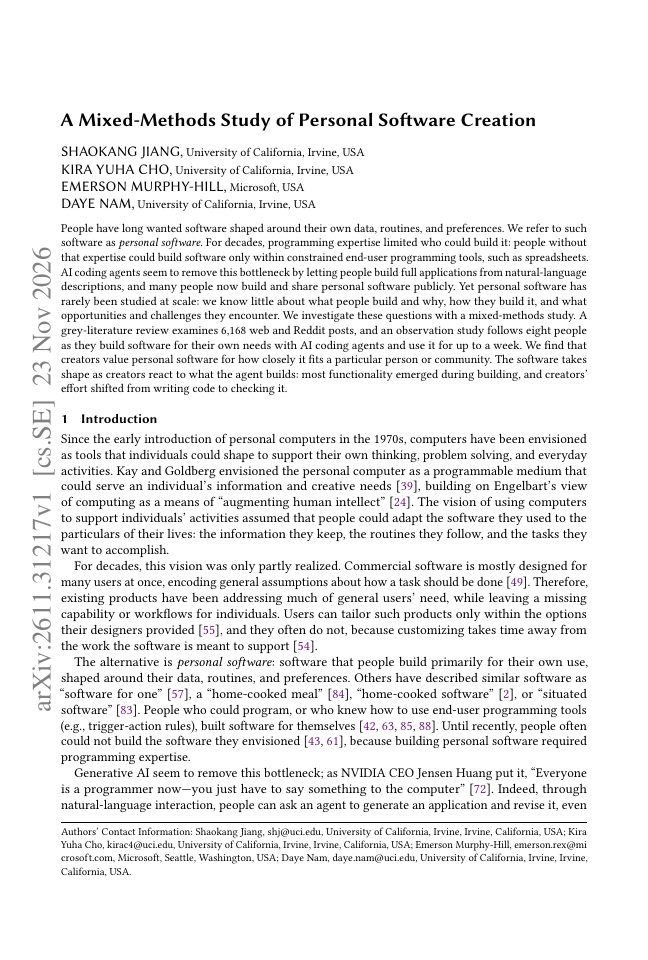 A Mixed-Methods Study of Personal Software Creation
SHAOKANG JIANG, University of California, Irvine, USA
KIRA YUHA CHO, University of California, Irvine, USA
EMERSON MURPHY-HILL, Microsoft, USA
DAYE NAM, University of California, Irvine, USA
People have long wanted software shaped around their own data, routines, and preferences. We refer to such
software as personal software. For decades, programming expertise limited who could build it: people without
that expertise could build software only within constrained end-user programming tools, such as spreadsheets.
AI coding agents seem to remove this bottleneck by letting people build full applications from natural-language
descriptions, and many people now build and share personal software publicly. Yet personal software has
rarely been studied at scale: we know little about what people build and why, how they build it, and what
opportunities and challenges they encounter. We investigate these questions with a mixed-methods study. A
grey-literature review examines 6,168 web and Reddit posts, and an observation study follows eight people
as they build software for their own needs with AI coding agents and use it for up to a week. We find that
creators value personal software for how closely it fits a particular person or community. The software takes
shape as creators react to what the agent builds: most functionality emerged during building, and creators'
effort shifted from writing code to checking it.
1 Introduction
Since the early introduction of personal computers in the 1970s, computers have been envisioned
as tools that individuals could shape to support their own thinking, problem solving, and everyday
activities. Kay and Goldberg envisioned the personal computer as a programmable medium that
could serve an individual's information and creative needs [39], building on Engelbart's view
of computing as a means of “augmenting human intellect” [24]. The vision of using computers
to support individuals' activities assumed that people could adapt the software they used to the
particulars of their lives: the information they keep, the routines they follow, and the tasks they
want to accomplish.
For decades, this vision was only partly realized. Commercial software is mostly designed for
many users at once, encoding general assumptions about how a task should be done [49]. Therefore,
existing products have been addressing much of general users' need, while leaving a missing
capability or workflows for individuals. Users can tailor such products only within the options
their designers provided [55], and they often do not, because customizing takes time away from
the work the software is meant to support [54].
The alternative is personal software: software that people build primarily for their own use,
shaped around their data, routines, and preferences. Others have described similar software as
“software for one” [57], a “home-cooked meal” [84], “home-cooked software” [2], or “situated
software” [83]. People who could program, or who knew how to use end-user programming tools
(e.g., trigger-action rules), built software for themselves [42, 63, 85, 88]. Until recently, people often
could not build the software they envisioned [43, 61], because building personal software required
programming expertise.
Generative AI seem to remove this bottleneck; as NVIDIA CEO Jensen Huang put it, “Everyone
is a programmer now—you just have to say something to the computer” [72]. Indeed, through
natural-language interaction, people can ask an agent to generate an application and revise it, even
Authors' Contact Information: Shaokang Jiang, shj@uci.edu, University of California, Irvine, Irvine, California, USA; Kira
Yuha Cho, kirac4@uci.edu, University of California, Irvine, Irvine, California, USA; Emerson Murphy-Hill, emerson.rex@mi
crosoft.com, Microsoft, Seattle, Washington, USA; Daye Nam, daye.nam@uci.edu, University of California, Irvine, Irvine,
California, USA.
arXiv:2611.31217v1 [cs.SE] 23 Nov 2026